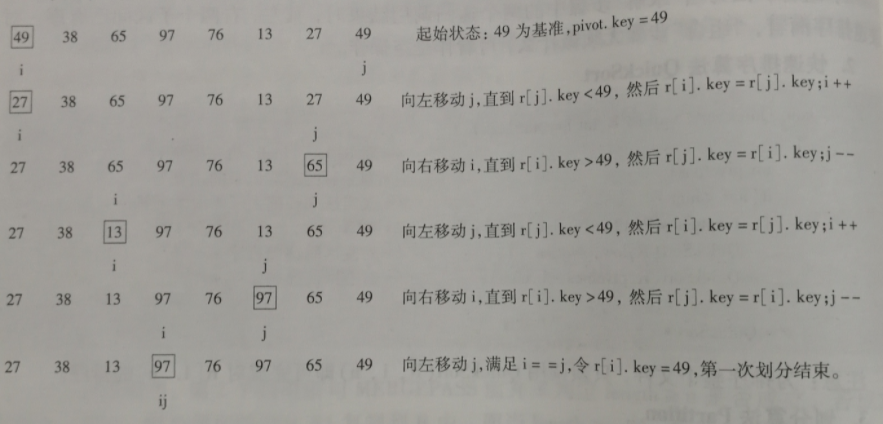 49 38 65 97 76 13 27 49 起始状态:49 为基准,pivot. key = 49
i j
27 38 65 97 76 13 27 49 向左移动 j,直到 r[j]. key<49, 然后 r[i]. key = r[j]. key;i ++
i j
27 38 65 97 76 13 65 49 向右移动 i,直到 r[i]. key>49, 然后 r[j]. key = r[i]. key;j --
i j
27 38 13 97 76 13 65 49 向左移动 j,直到 r[j]. key<49, 然后 r[i]. key = r[j]. key;i ++
i j
27 38 13 97 76 97 65 49 向右移动 i,直到 r[i]. key>49, 然后 r[j]. key = r[i]. key;j --
i j
27 38 13 97 76 97 65 49 向左移动 j,满足 i = =j,令 r[i]. key = 49,第一次划分结束。
ij